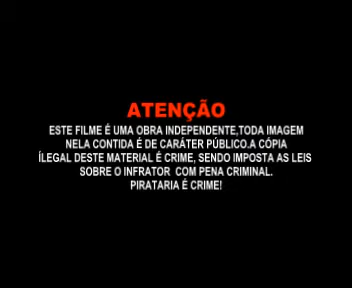 ATENÇÃO
ESTE FILME É UMA OBRA INDEPENDENTE,TODA IMAGEM
NELA CONTIDA É DE CARÁTER PÚBLICO.A CÓPIA
ÍLEGAL DESTE MATERIAL É CRIME, SENDO IMPOSTA AS LEIS
SOBRE O INFRATOR COM PENA CRIMINAL.
PIRATARIA É CRIME!